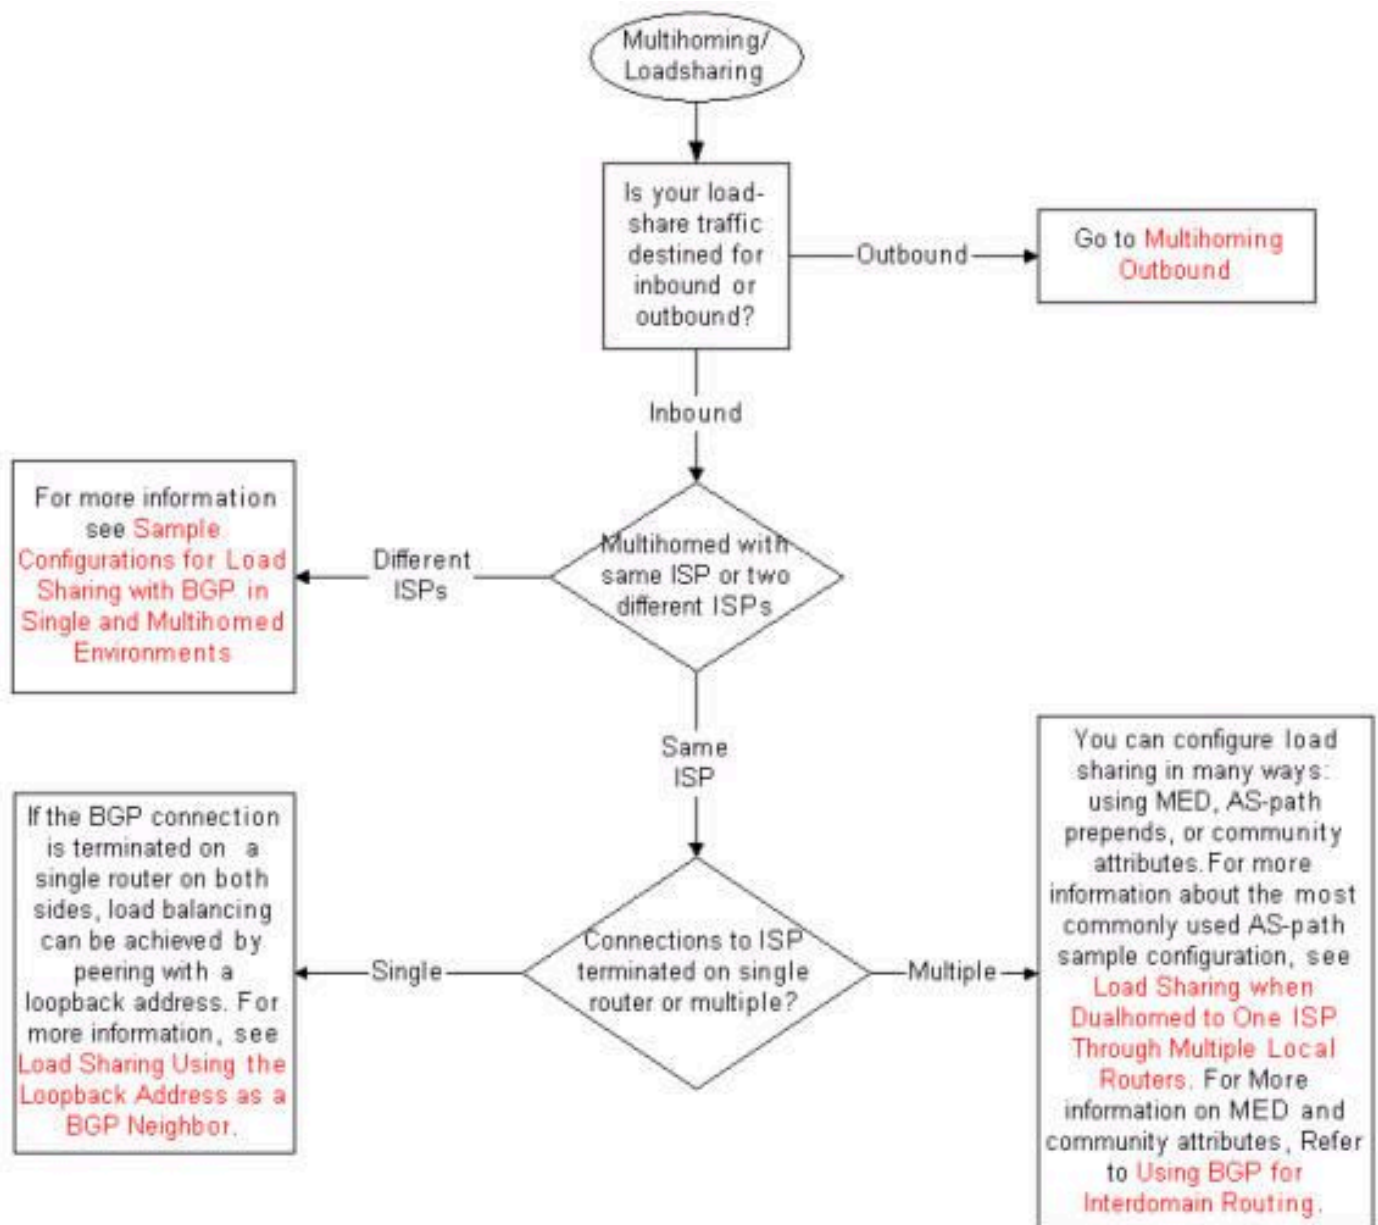 Multihoming/
Loadsharing
Is your load-
share traffic
destined for
inbound or
outbound?
Outbound
Go to Multihoming
Outbound
Inbound
For more information
see Sample
Configurations for Load
Sharing with BGP in
Single and Multihomed
Environments
Different
ISPs
Multihomed with
same ISP or two
different ISPs
Same
ISP
If the BGP connection
is terminated on a
single router on both
sides, load balancing
can be achieved by
peering with a
loopback address. For
more information, see
Load Sharing Using the
Loopback Address as a
BGP Neighbor.
Single
Connections to ISP
terminated on single
router or multiple?
Multiple
You can configure load
sharing in many ways:
using MED, AS-path
prepends, or community
attributes. For more
information about the most
commonly used AS-path
sample configuration, see
Load Sharing when
Dualhomed to One ISP
Through Multiple Local
Routers. For More
information on MED and
community attributes, Refer
to Using BGP for
Interdomain Routing.